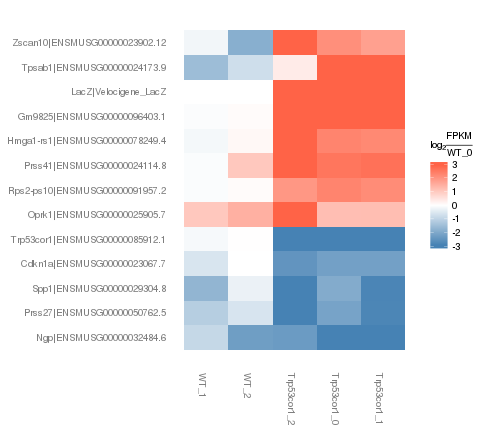 Zscan10|ENSMUSG00000023902.12
Tpsab1|ENSMUSG00000024173.9
LacZ|Velocigene_LacZ
Gm9825|ENSMUSG00000096403.1
Hmga1-rs1|ENSMUSG00000078249.4
Prss41|ENSMUSG00000024114.8
Rps2-ps10|ENSMUSG00000091957.2
Oprk1|ENSMUSG00000025905.7
Trp53cor1|ENSMUSG00000085912.1
Cdkn1a|ENSMUSG00000023067.7
Spp1|ENSMUSG00000029304.8
Prss27|ENSMUSG00000050762.5
Ngp|ENSMUSG00000032484.6
WT_1
WT_2
Trp53cor1_2
Trp53cor1_0
Trp53cor1_1
log2 FPKM
WT_0
3
2
1
0
-1
-2
-3